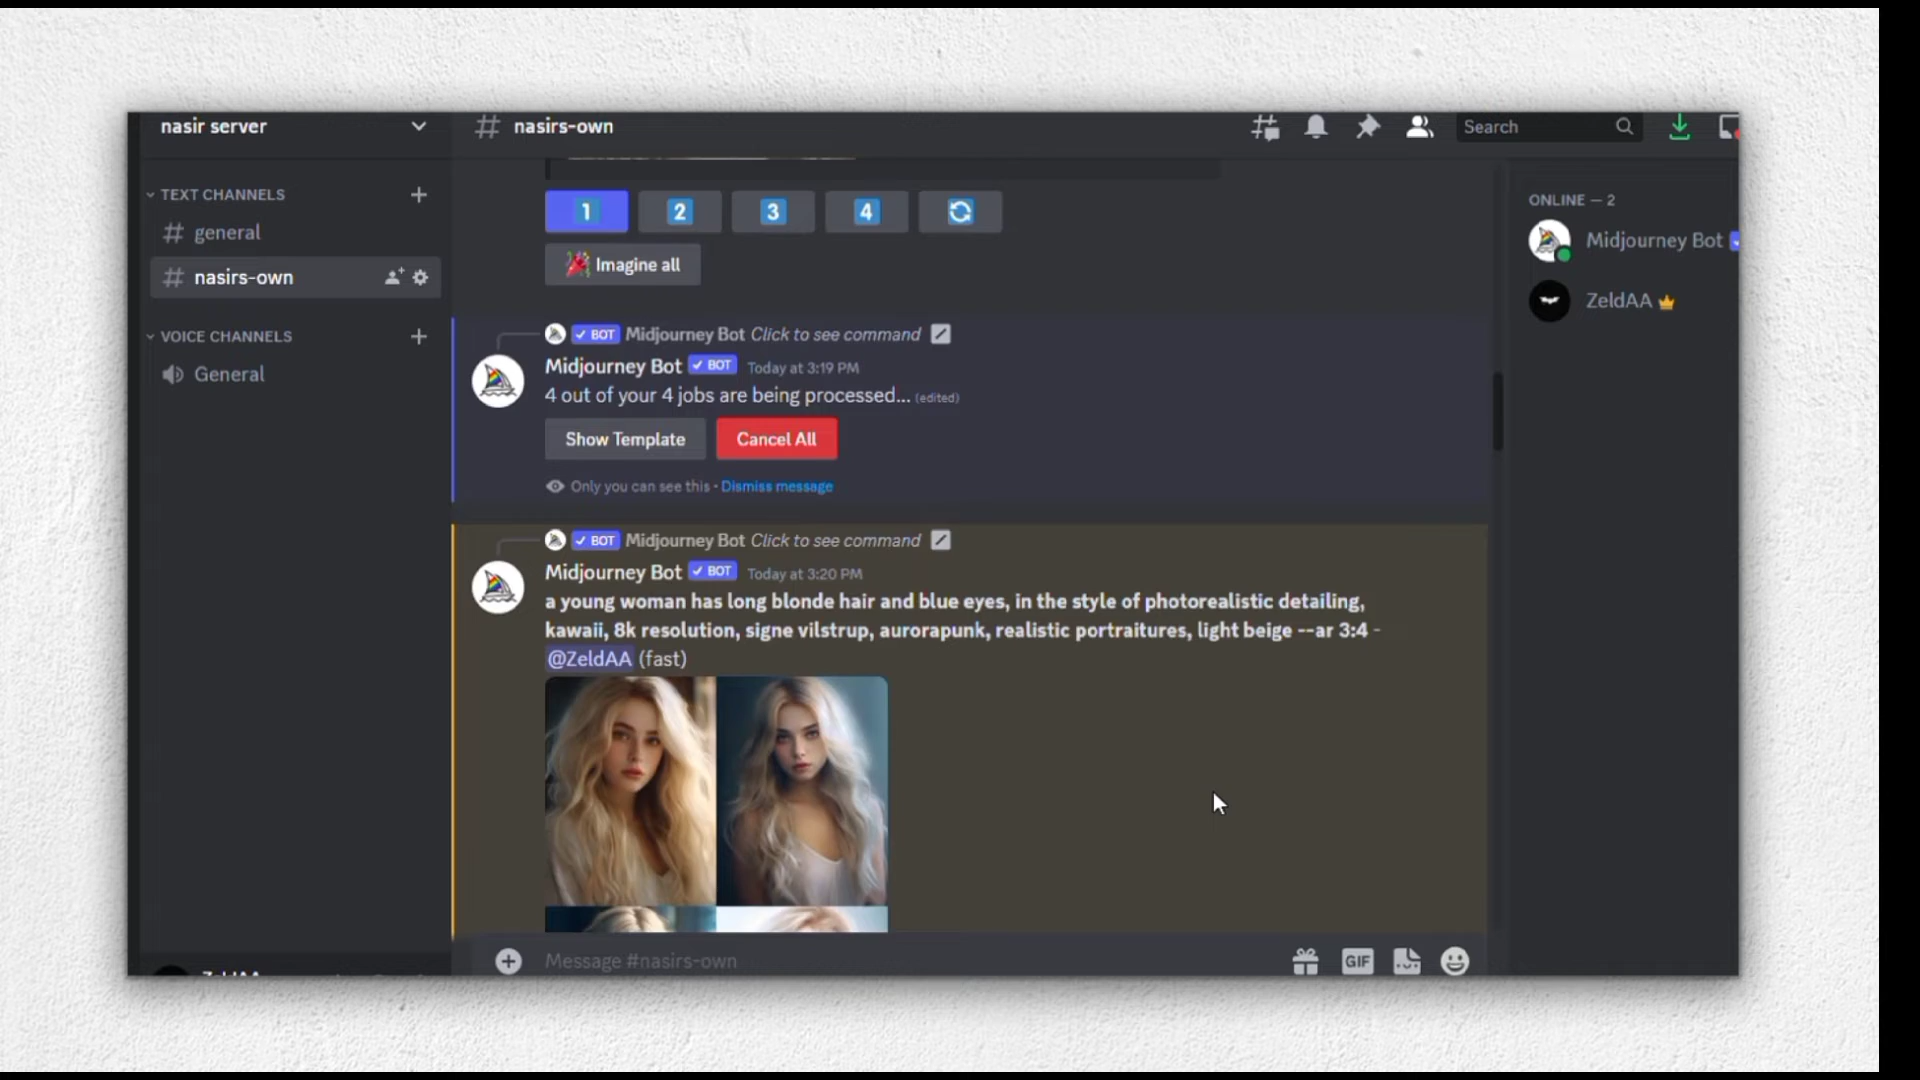 nasir server
nasirs-own
Search
TEXT CHANNELS
general
nasirs-own
VOICE CHANNELS
General
1 2 3 4
Imagine all
BOT Midjourney Bot Click to see command
Midjourney Bot BOT Today at 3:19 PM
4 out of your 4 jobs are being processed... (edited)
Show Template Cancel All
Only you can see this • Dismiss message
BOT Midjourney Bot Click to see command
Midjourney Bot BOT Today at 3:20 PM
a young woman has long blonde hair and blue eyes, in the style of photorealistic detailing,
kawaii, 8k resolution, signe vilstrup, aurorapunk, realistic portraitures, light beige --ar 3:4 -
@ZeldAA (fast)
Message #nasirs-own
GIF
ONLINE — 2
Midjourney Bot
ZeldAA
ZeldAA